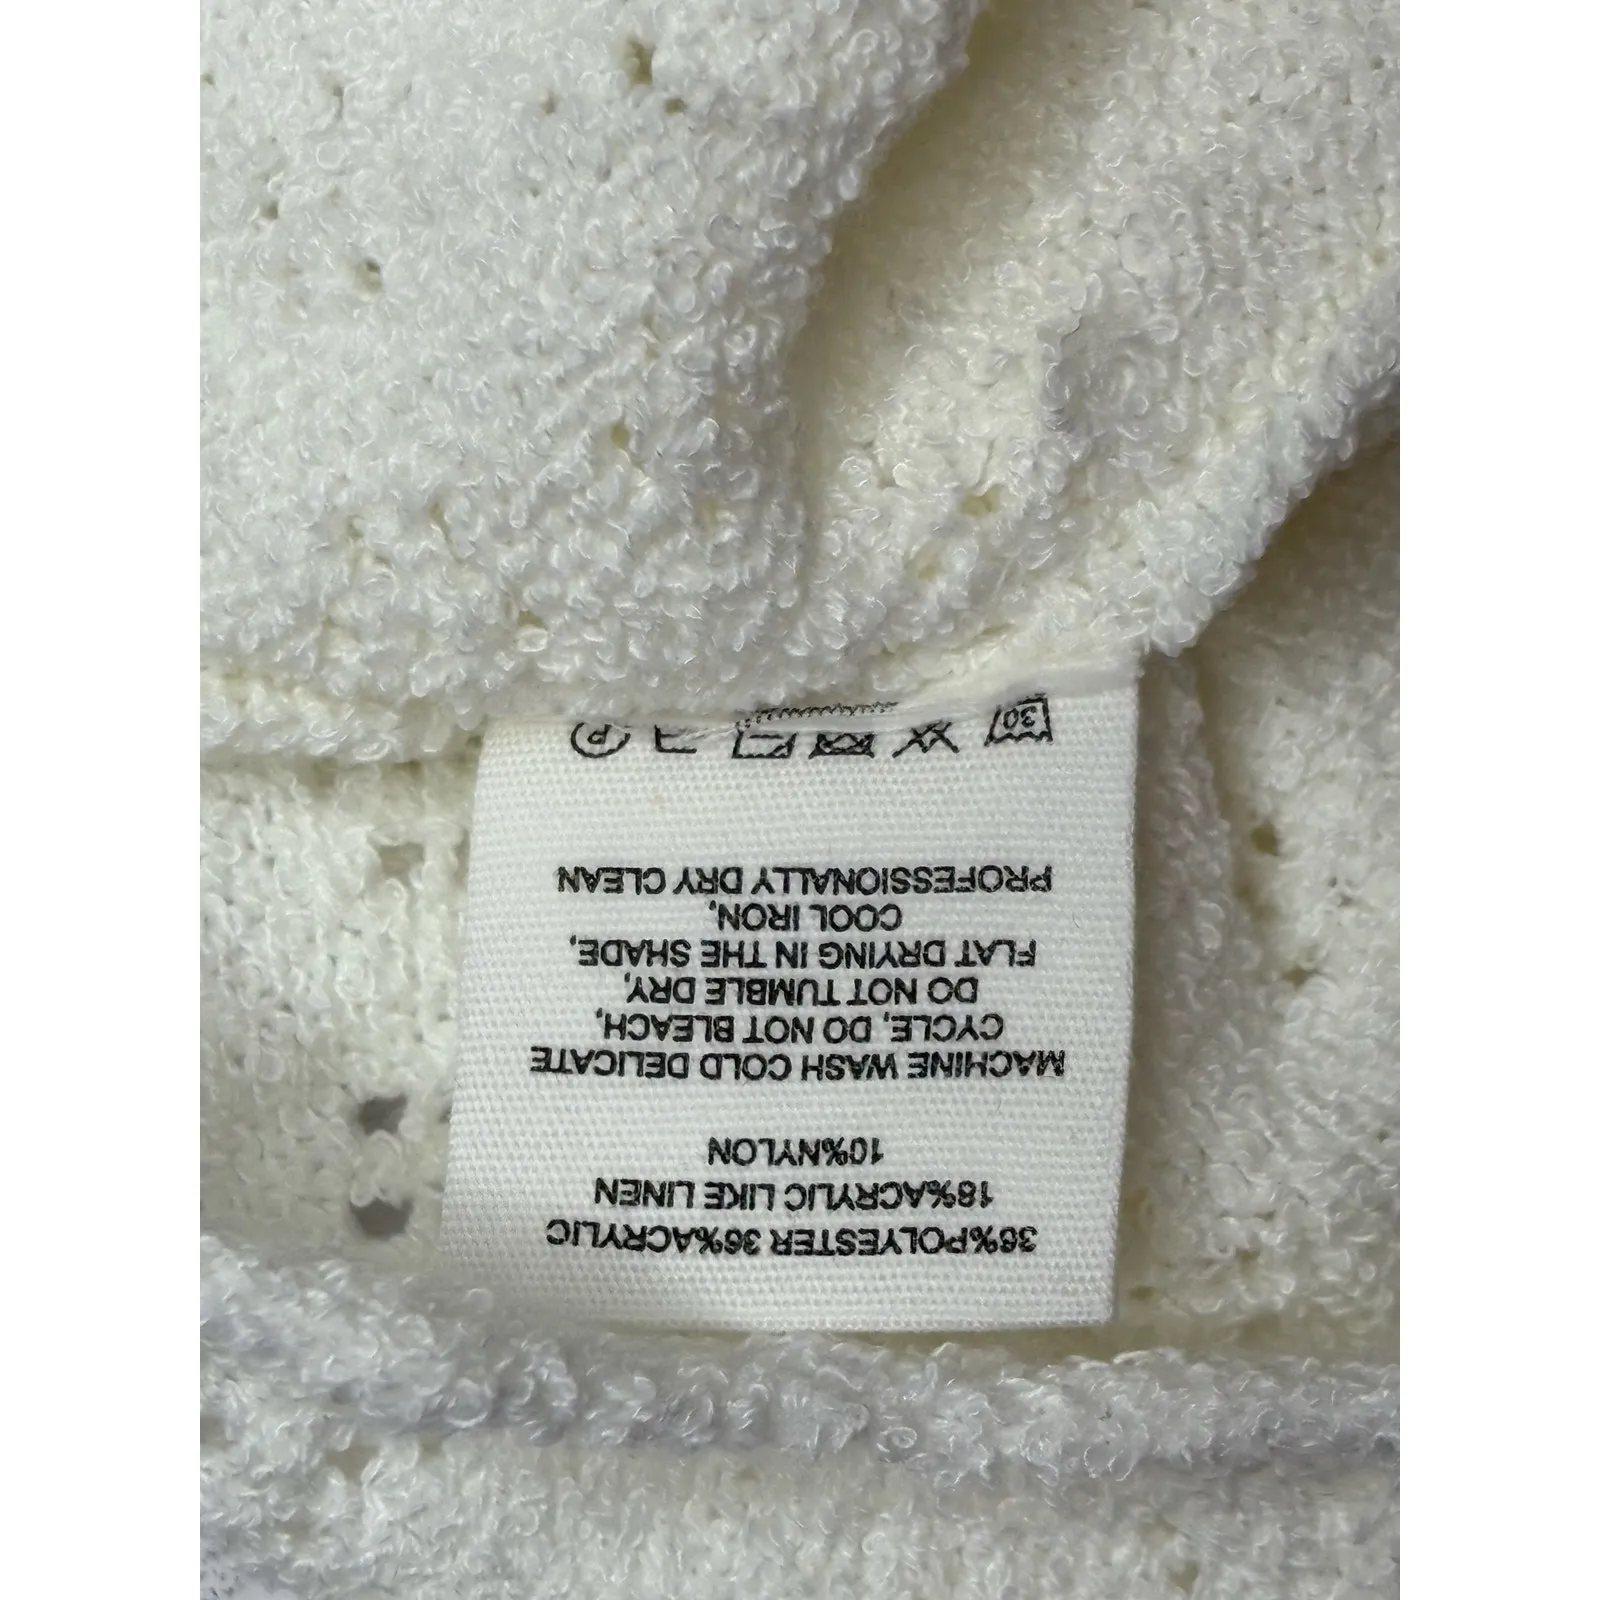 36%POLYESTER 36%ACRYLIC
18%ACRYLIC LIKE LINEN
10%NYLON
MACHINE WASH COLD DELICATE
CYCLE, DO NOT BLEACH,
DO NOT TUMBLE DRY,
FLAT DRYING IN THE SHADE,
COOL IRON,
PROFESSIONALLY DRY CLEAN
30
P